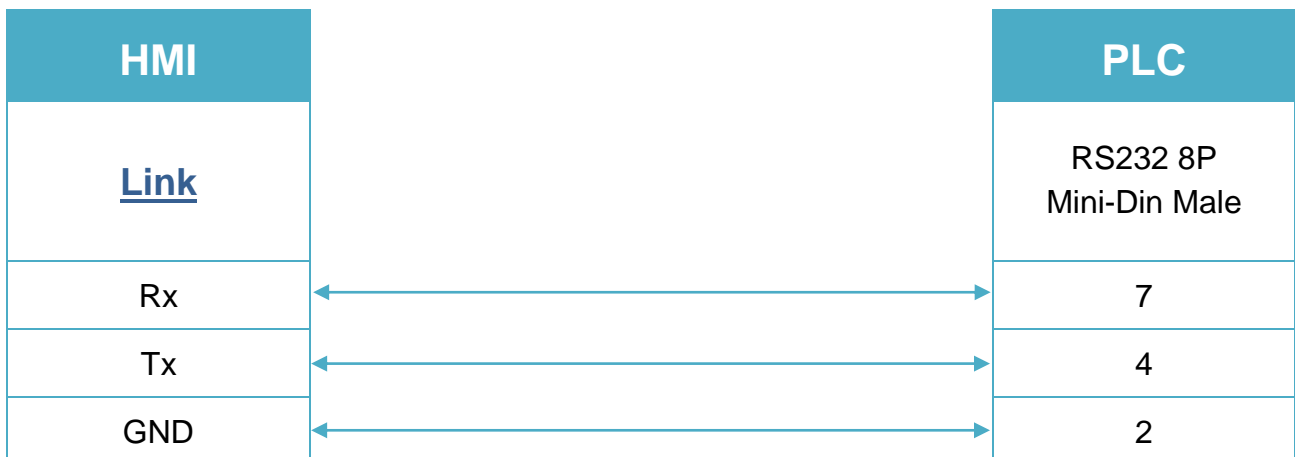 HMI PLC
Link RS232 8P
Mini-Din Male
Rx 7
Tx 4
GND 2